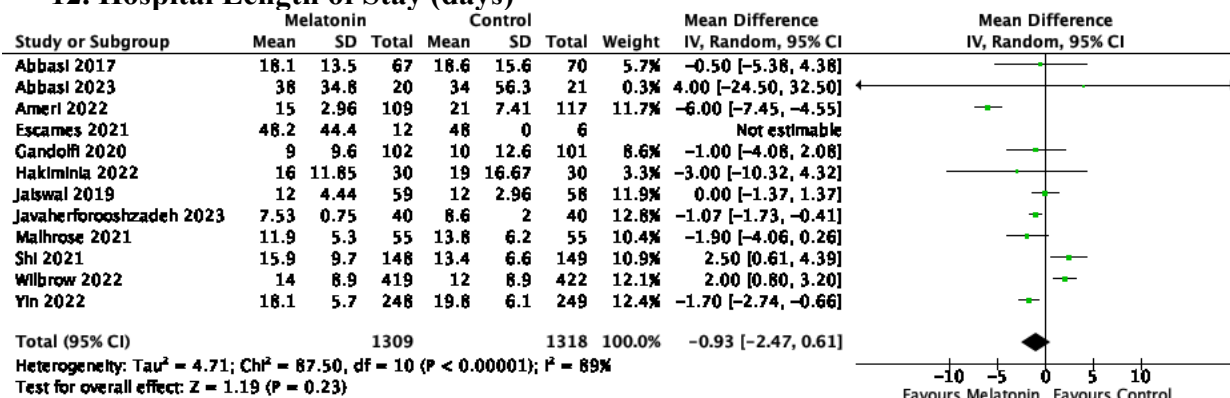 12. Hospital Length of Stay (days)
Melatonin Control Mean Difference Mean Difference
Study or Subgroup Mean SD Total Mean SD Total Weight IV, Random, 95% CI IV, Random, 95% CI
Abbasi 2017 18.1 13.5 67 18.6 15.6 70 5.7% -0.50 [-5.38, 4.38]
Abbasi 2023 38 34.8 20 34 56.3 21 0.3% 4.00 [-24.50, 32.50]
Ameri 2022 15 2.96 109 21 7.41 117 11.7% -6.00 [-7.45, -4.55]
Escames 2021 48.2 44.4 12 48 0 6 Not estimable
Gandolfi 2020 9 9.6 102 10 12.6 101 8.6% -1.00 [-4.08, 2.08]
Hakiminia 2022 16 11.85 30 19 16.67 30 3.3% -3.00 [-10.32, 4.32]
Jaiswal 2019 12 4.44 59 12 2.96 58 11.9% 0.00 [-1.37, 1.37]
Javaherforooshzadeh 2023 7.53 0.75 40 8.6 2 40 12.8% -1.07 [-1.73, -0.41]
Malhrose 2021 11.9 5.3 55 13.8 6.2 55 10.4% -1.90 [-4.06, 0.26]
Shi 2021 15.9 9.7 148 13.4 6.6 149 10.9% 2.50 [0.61, 4.39]
Wilbrow 2022 14 8.9 419 12 8.9 422 12.1% 2.00 [0.80, 3.20]
Yin 2022 18.1 5.7 248 19.8 6.1 249 12.4% -1.70 [-2.74, -0.66]
Total (95% CI) 1309 1318 100.0% -0.93 [-2.47, 0.61]
Heterogeneity: Tau² = 4.71; Chi² = 87.50, df = 10 (P < 0.00001); I² = 89%
Test for overall effect: Z = 1.19 (P = 0.23)
-10 -5 0 5 10
Favours Melatonin Favours Control